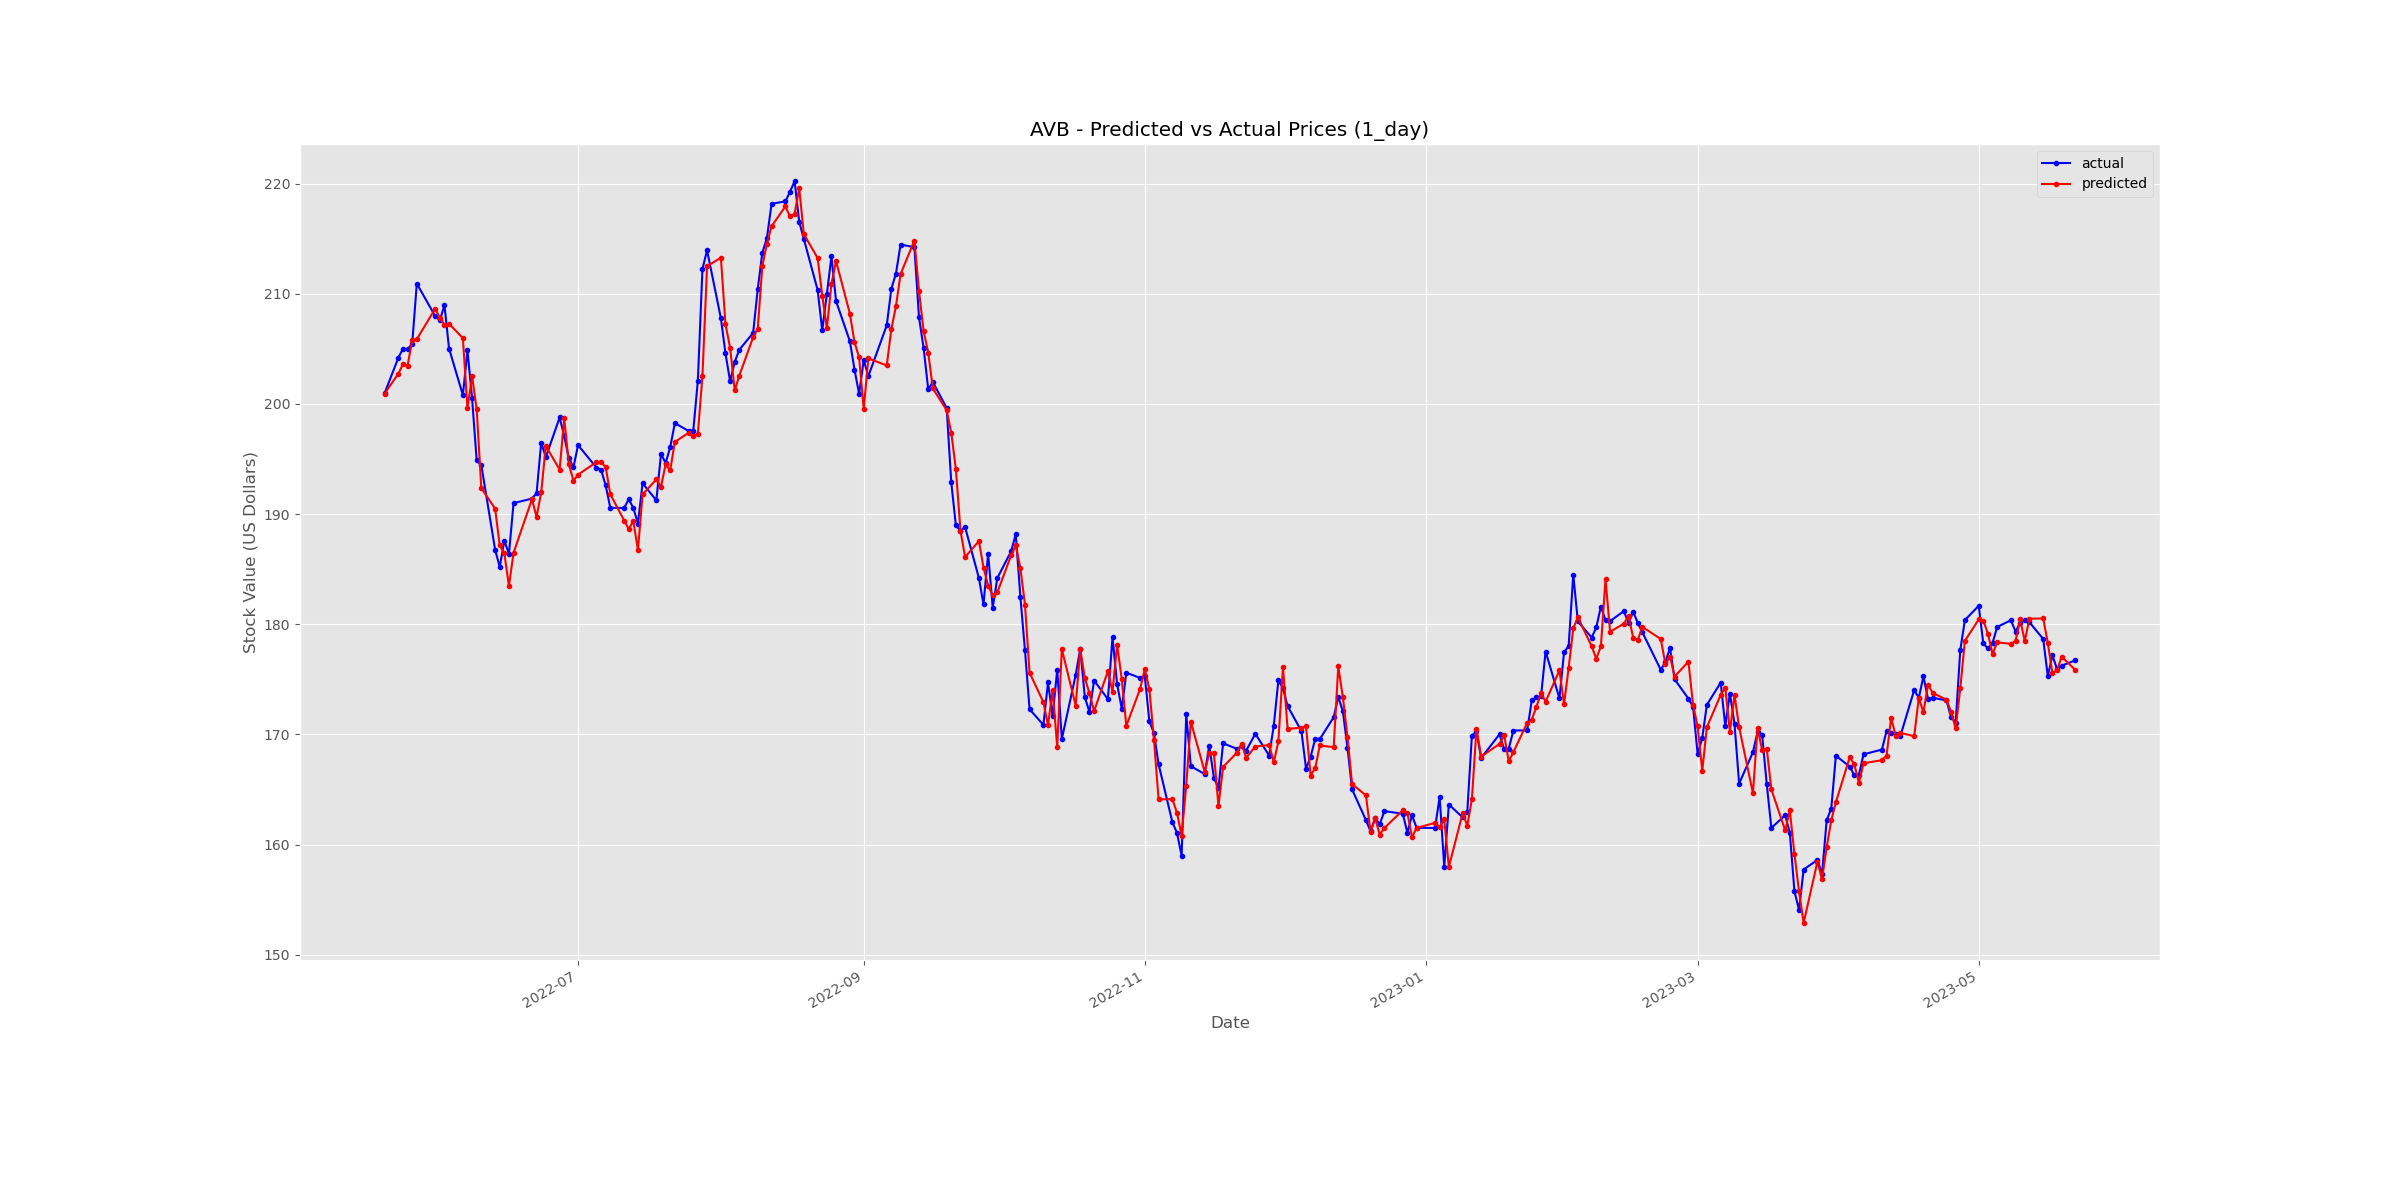 AVB - Predicted vs Actual Prices (1_day)
actual
predicted
220
210
200
190
180
170
160
150
Stock Value (US Dollars)
2022-07
2022-09
2022-11
2023-01
2023-03
2023-05
Date